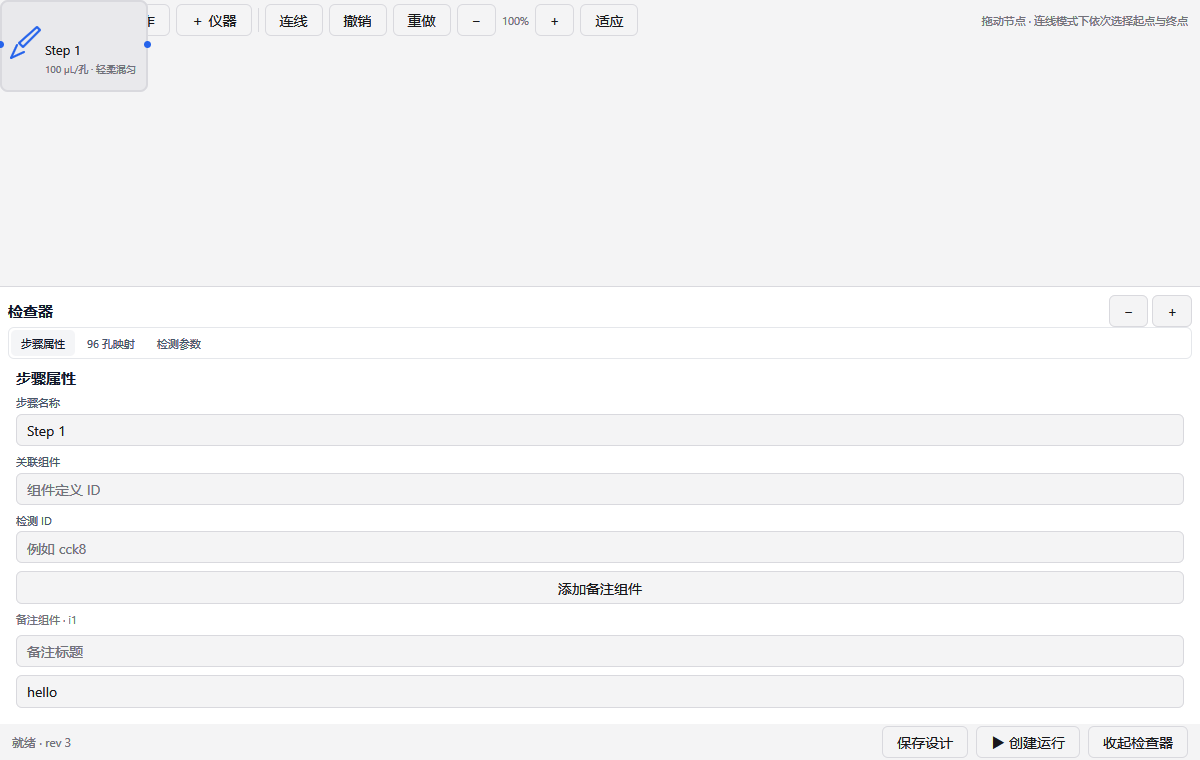 + 仪器 连线 撤销 重做 − 100% + 适应 拖动节点 · 连线模式下依次选择起点与终点
Step 1
100 µL/孔 · 轻柔混匀
检查器 − +
步骤属性 96 孔映射 检测参数
步骤属性
步骤名称
Step 1
关联组件
组件定义 ID
检测 ID
例如 cck8
添加备注组件
备注组件 · i1
备注标题
hello
就绪 · rev 3 保存设计 ▶ 创建运行 收起检查器